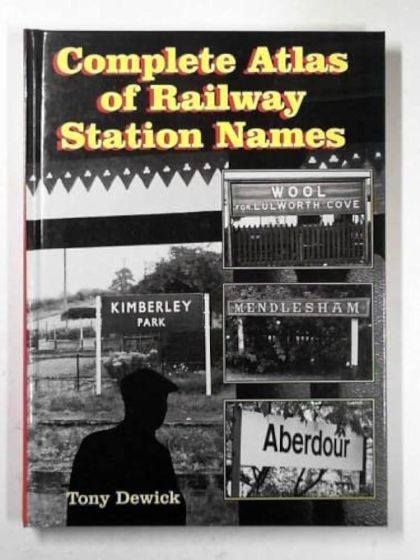 Complete Atlas
of Railway
Station Names
WOOL
FOR LULWORTH COVE
KIMBERLEY
PARK
MENDLESHAM
Aberdour
Tony Dewick